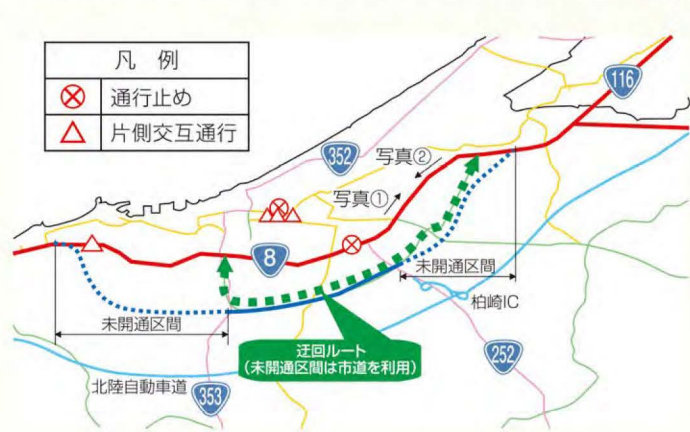 凡 例
通行止め
片側交互通行
116
352
写真②
写真①
8
未開通区間
柏崎IC
未開通区間
迂回ルート
(未開通区間は市道を利用)
252
北陸自動車道
353